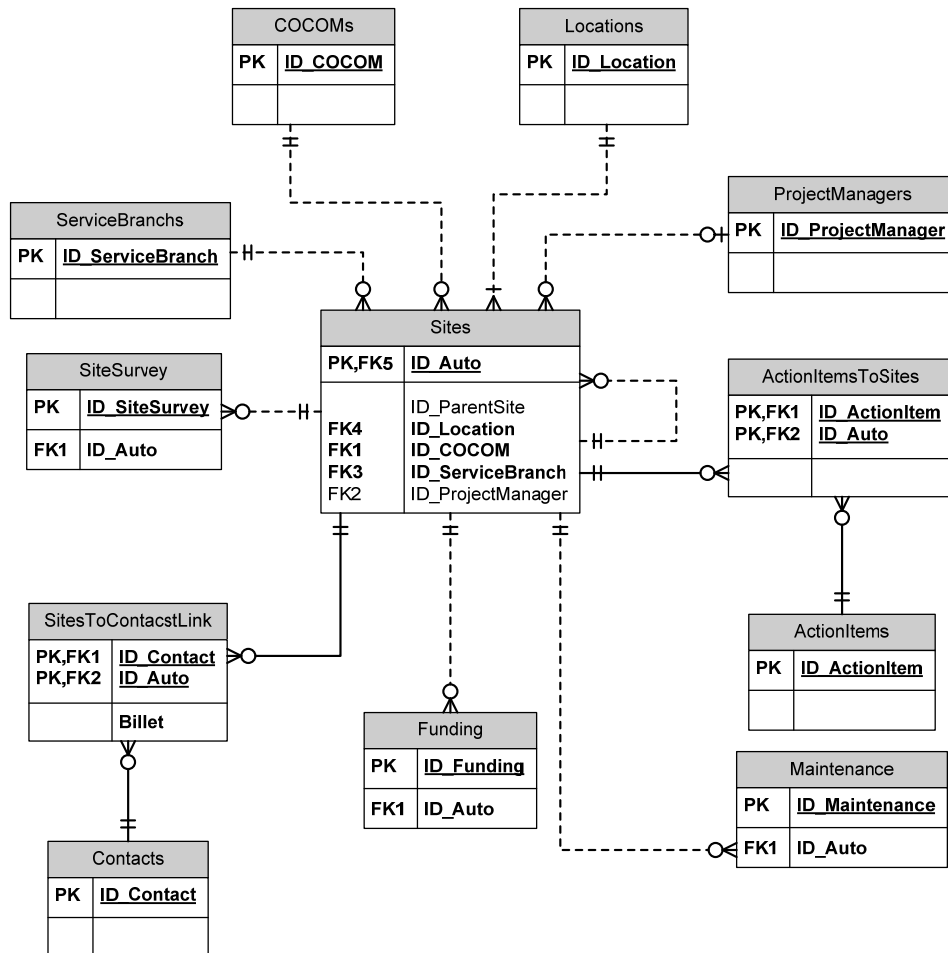 COCOMs
PK ID_COCOM
Locations
PK ID_Location
ServiceBranchs
PK ID_ServiceBranch
ProjectManagers
PK ID_ProjectManager
Sites
PK,FK5 ID_Auto
ID_ParentSite
FK4 ID_Location
FK1 ID_COCOM
FK3 ID_ServiceBranch
FK2 ID_ProjectManager
SiteSurvey
PK ID_SiteSurvey
FK1 ID_Auto
ActionItemsToSites
PK,FK1 ID_ActionItem
PK,FK2 ID_Auto
SitesToContacstLink
PK,FK1 ID_Contact
PK,FK2 ID_Auto
Billet
ActionItems
PK ID_ActionItem
Funding
PK ID_Funding
FK1 ID_Auto
Maintenance
PK ID_Maintenance
FK1 ID_Auto
Contacts
PK ID_Contact